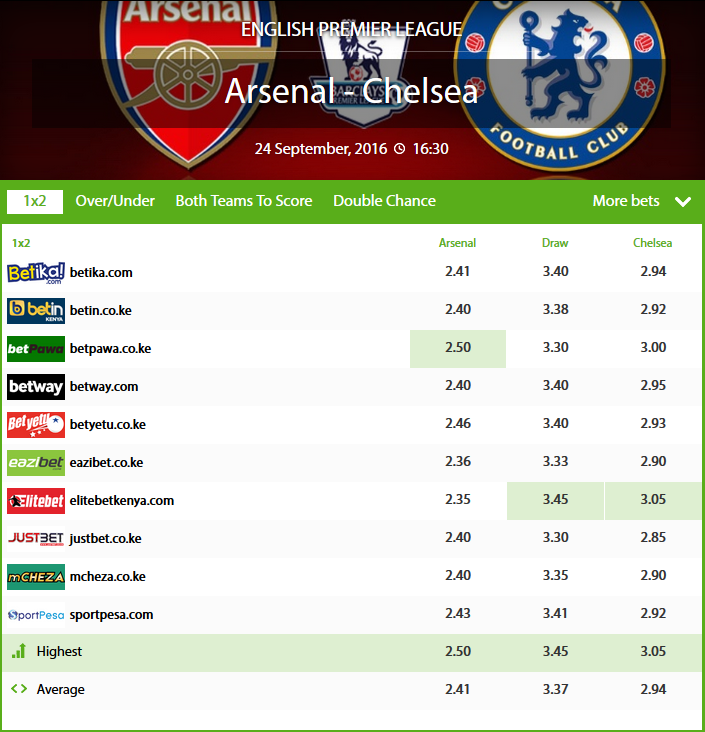 Arsenal
CHELSEA
ENGLISH PREMIER LEAGUE
BARCLAYS
PREMIER LEAGUE
Arsenal - Chelsea
FOOTBALL CLUB
24 September, 2016 16:30
1x2 Over/Under Both Teams To Score Double Chance More bets
1x2 Arsenal Draw Chelsea
Betika!.com betika.com 2.41 3.40 2.94
b betin KENYA betin.co.ke 2.40 3.38 2.92
betPawa betpawa.co.ke 2.50 3.30 3.00
betway betway.com 2.40 3.40 2.95
Betyetu betyetu.co.ke 2.46 3.40 2.93
eazibet eazibet.co.ke 2.36 3.33 2.90
Elitebet elitebetkenya.com 2.35 3.45 3.05
JUSTBET justbet.co.ke 2.40 3.30 2.85
mCHEZA mcheza.co.ke 2.40 3.35 2.90
SportPesa sportpesa.com 2.43 3.41 2.92
Highest 2.50 3.45 3.05
Average 2.41 3.37 2.94